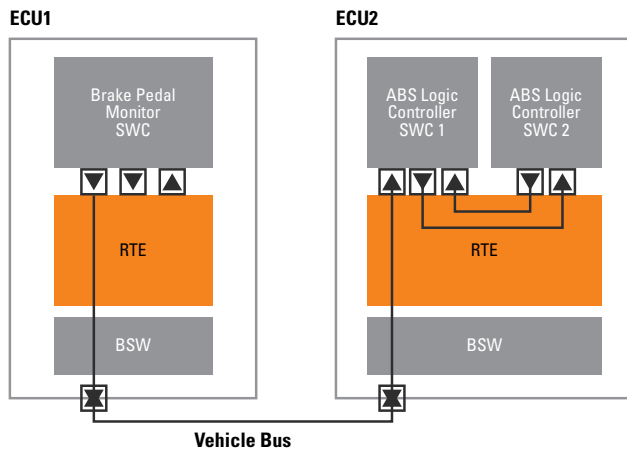 ECU1
ECU2
Brake Pedal
Monitor
SWC
ABS Logic
Controller
SWC 1
ABS Logic
Controller
SWC 2
RTE
RTE
BSW
BSW
Vehicle Bus